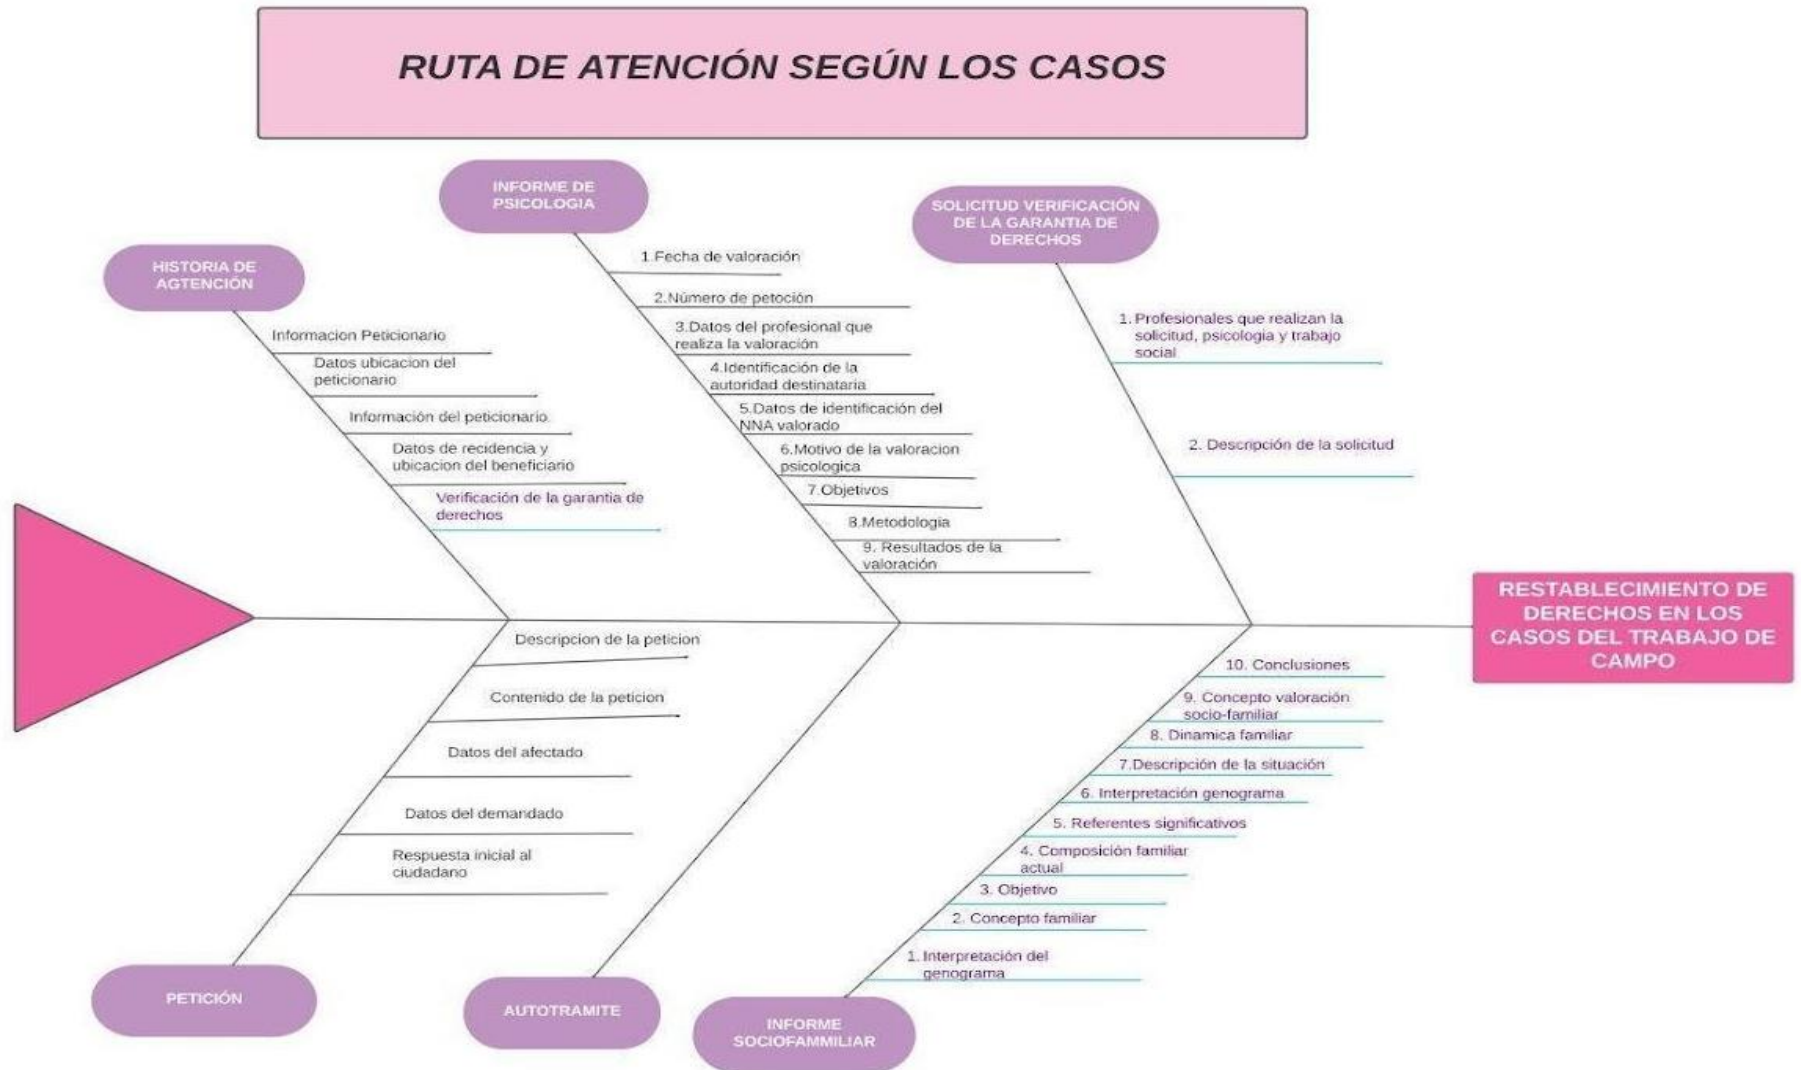 RUTA DE ATENCIÓN SEGÚN LOS CASOS
HISTORIA DE
AGTENCIÓN
Informacion Peticionario
Datos ubicacion del
peticionario
Información del peticionario
Datos de recidencia y
ubicacion del beneficiario
Verificación de la garantia de
derechos
INFORME DE
PSICOLOGIA
1.Fecha de valoración
2.Número de petoción
3.Datos del profesional que
realiza la valoración
4.Identificación de la
autoridad destinataria
5.Datos de identificación del
NNA valorado
6.Motivo de la valoracion
psicologica
7.Objetivos
8.Metodologia
9. Resultados de la
valoración
SOLICITUD VERIFICACIÓN
DE LA GARANTIA DE
DERECHOS
1. Profesionales que realizan la
solicitud, psicologia y trabajo
social
2. Descripción de la solicitud
RESTABLECIMIENTO DE
DERECHOS EN LOS
CASOS DEL TRABAJO DE
CAMPO
Descripcion de la peticion
Contenido de la peticion
Datos del afectado
Datos del demandado
Respuesta inicial al
ciudadano
PETICIÓN
AUTOTRAMITE
10. Conclusiones
9. Concepto valoración
socio-familiar
8. Dinamica familiar
7.Descripción de la situación
6. Interpretación genograma
5. Referentes significativos
4. Composición familiar
actual
3. Objetivo
2. Concepto familiar
1. Interpretación del
genograma
INFORME
SOCIOFAMMILIAR